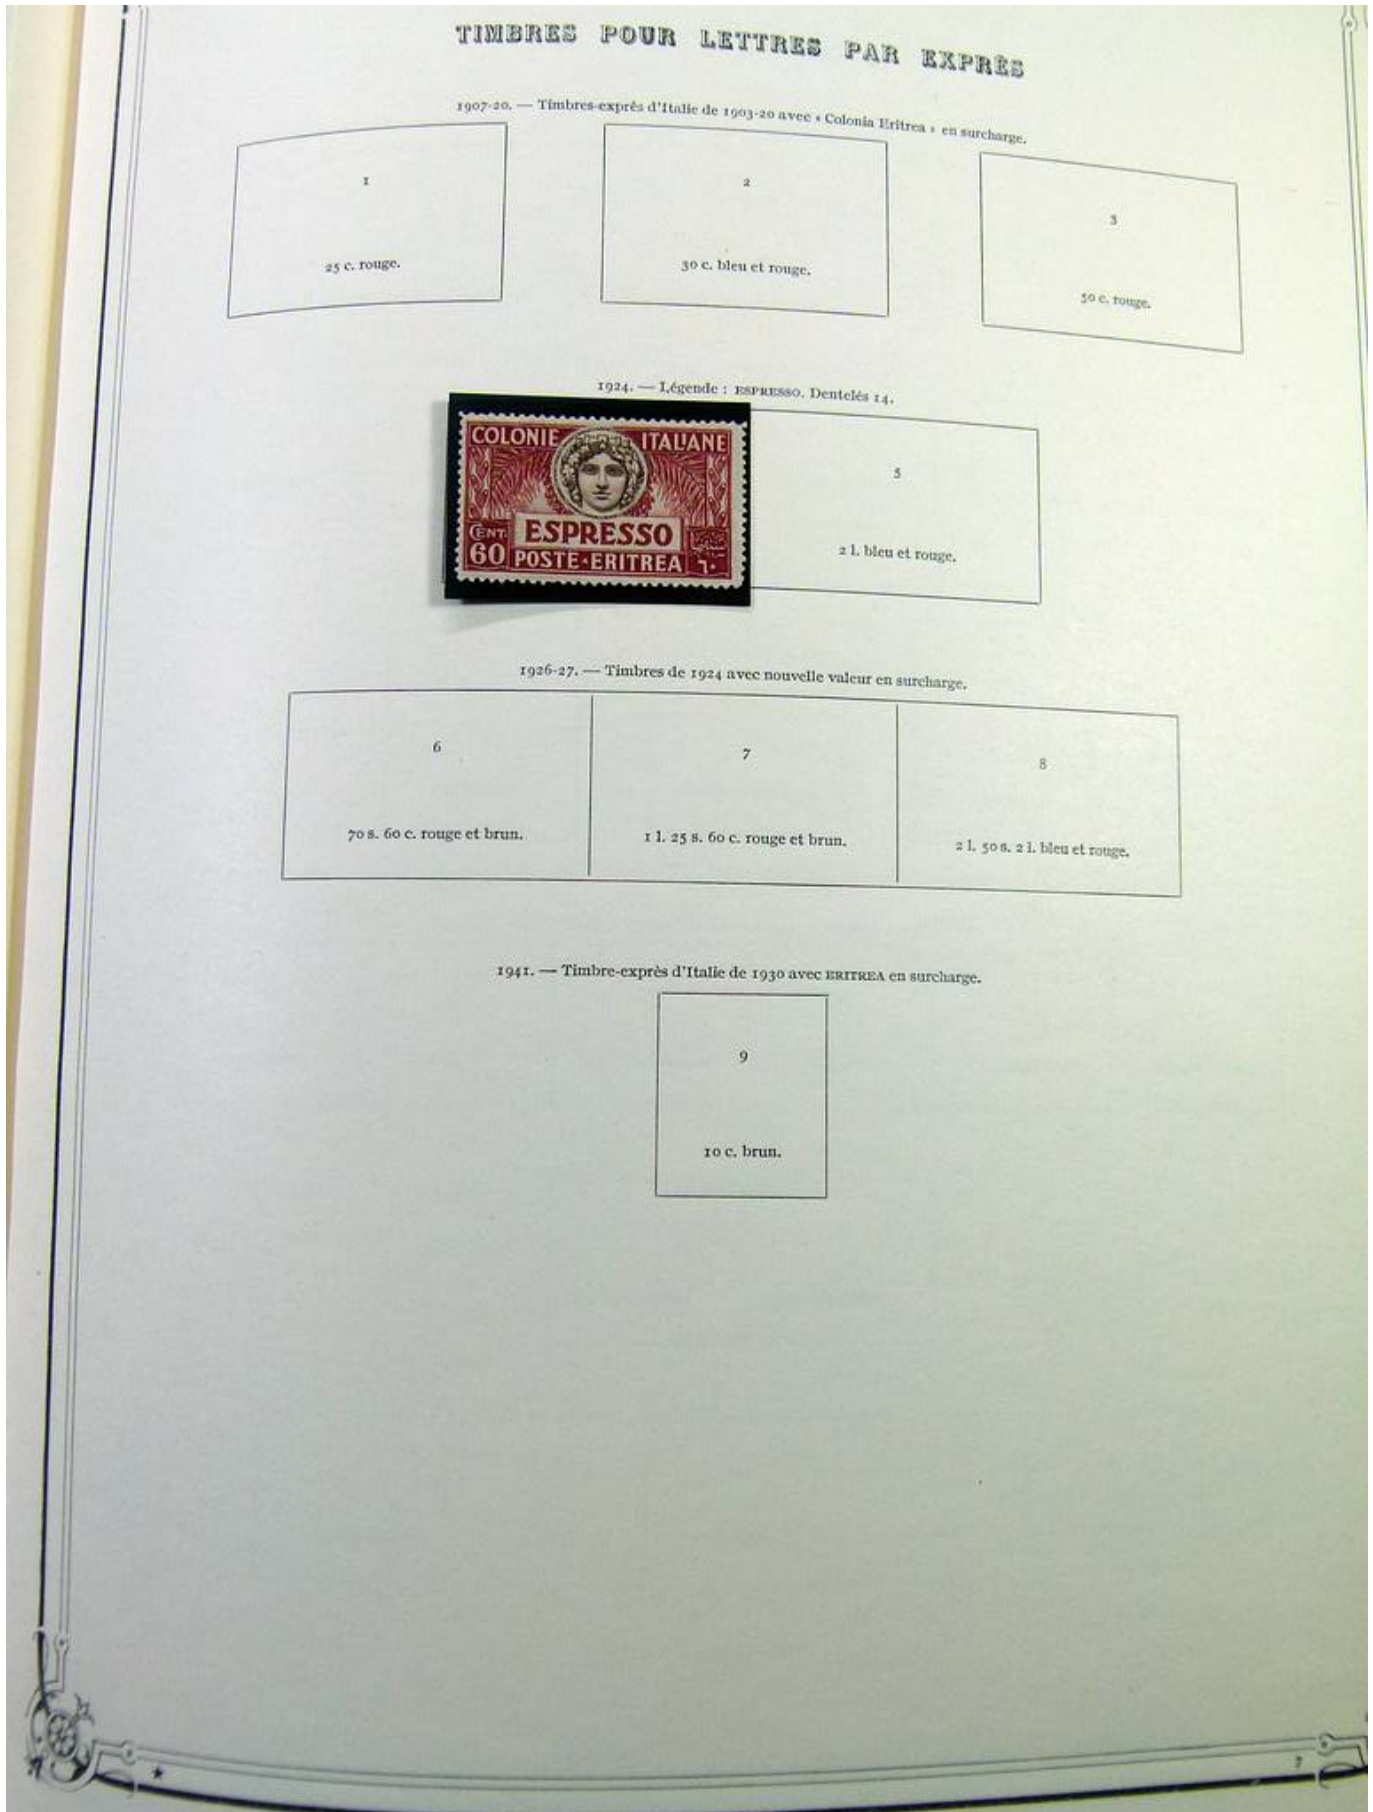 TIMBRES POUR LETTRES PAR EXPRÈS
1907-20. — Timbres-exprès d'Italie de 1903-20 avec « Colonia Eritrea » en surcharge.
1
25 c. rouge.
2
30 c. bleu et rouge.
3
50 c. rouge.
1924. — Légende : ESPRESSO. Dentelés 14.
COLONIE ITALIANE
CENT. 60
ESPRESSO
POSTE·ERITREA
٦٠
5
2 l. bleu et rouge.
1926-27. — Timbres de 1924 avec nouvelle valeur en surcharge.
6
70 s. 60 c. rouge et brun.
7
1 l. 25 s. 60 c. rouge et brun.
8
2 l. 50 s. 2 l. bleu et rouge.
1941. — Timbre-exprès d'Italie de 1930 avec ERITREA en surcharge.
9
10 c. brun.